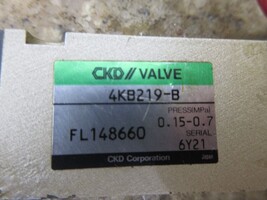 CKD // VALVE
4KB219-B
PRESS(MPa)
FL148660 0.15-0.7
SERIAL
6Y21
CKD Corporation